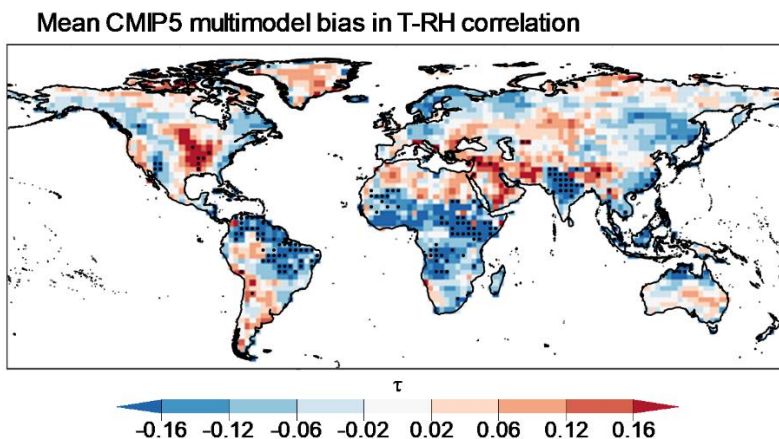 Mean CMIP5 multimodel bias in T-RH correlation
τ
-0.16 -0.12 -0.06 -0.02 0.02 0.06 0.12 0.16